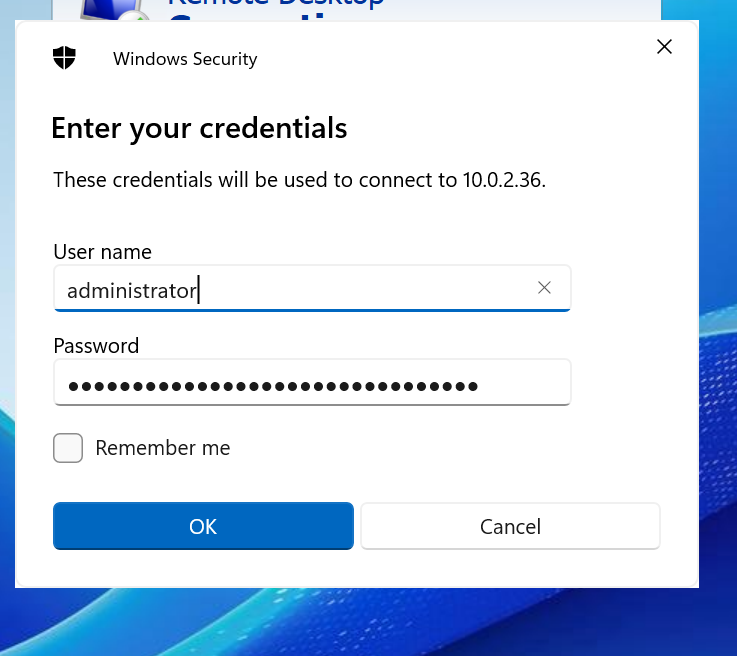 Remote Desktop
Connection
Windows Security
Enter your credentials
These credentials will be used to connect to 10.0.2.36.
User name
administrator
Password
••••••••••••••••••••••••••••••••
Remember me
OK
Cancel